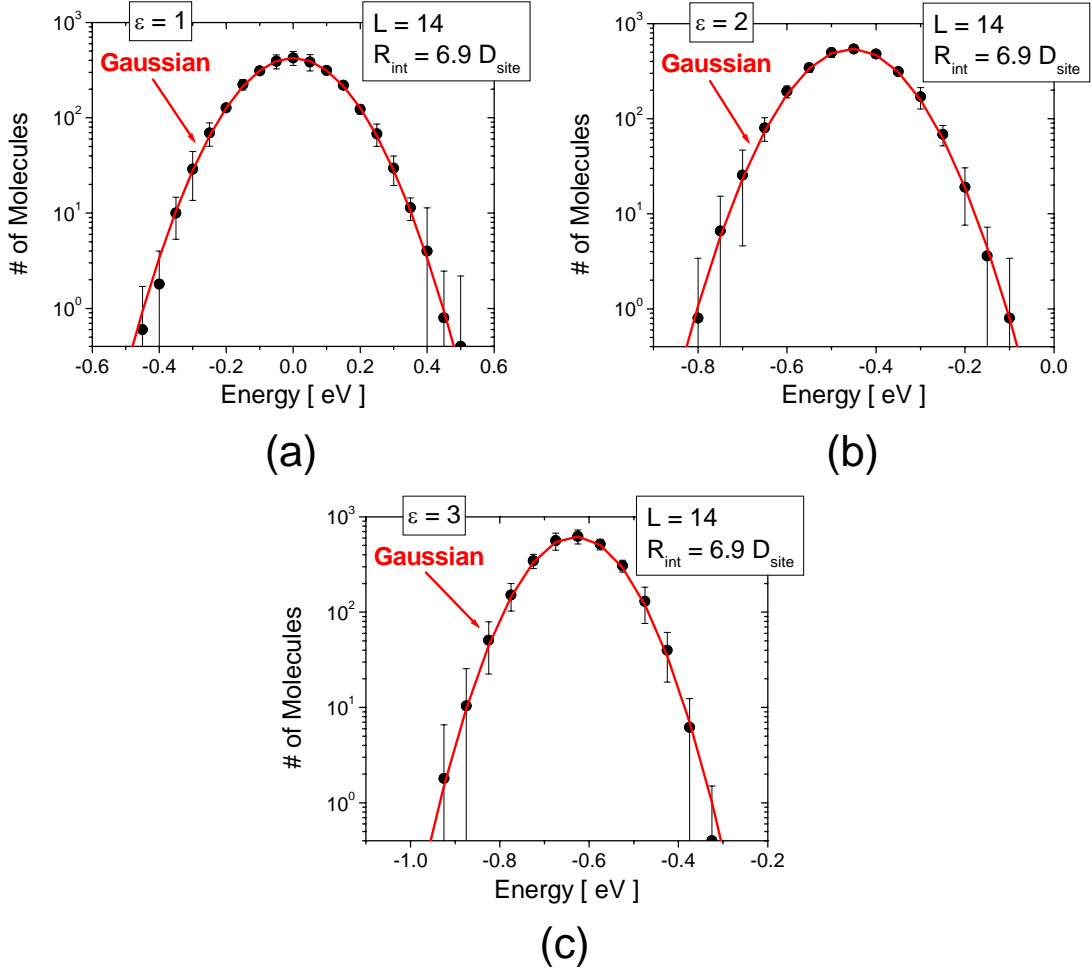 ε = 1
L = 14
R_int = 6.9 D_site
Gaussian
# of Molecules
10^3
10^2
10^1
10^0
-0.6 -0.4 -0.2 0.0 0.2 0.4 0.6
Energy [ eV ]
(a)
ε = 2
L = 14
R_int = 6.9 D_site
Gaussian
# of Molecules
10^3
10^2
10^1
10^0
-0.8 -0.6 -0.4 -0.2 0.0
Energy [ eV ]
(b)
ε = 3
L = 14
R_int = 6.9 D_site
Gaussian
# of Molecules
10^3
10^2
10^1
10^0
-1.0 -0.8 -0.6 -0.4 -0.2
Energy [ eV ]
(c)